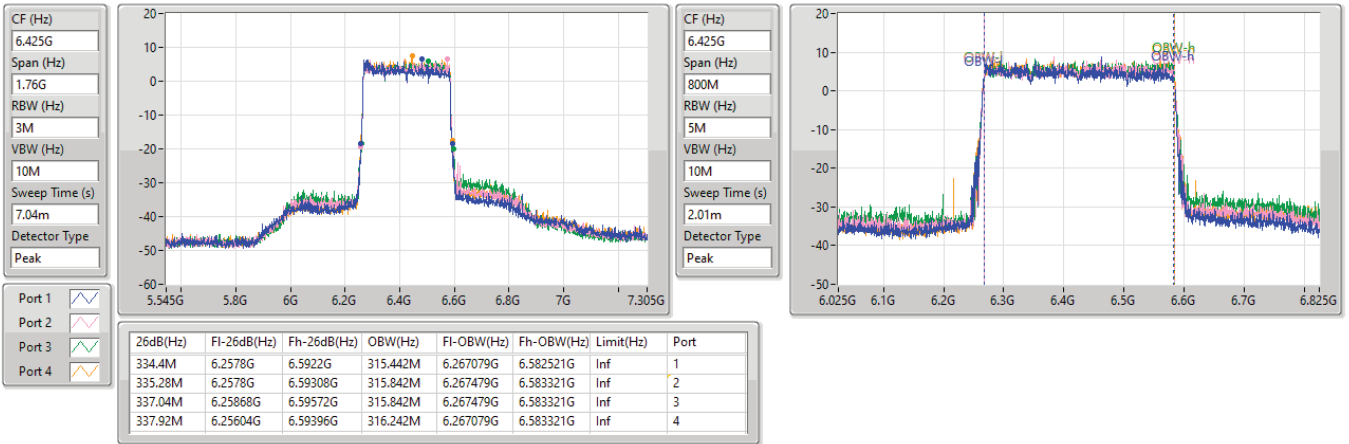 CF (Hz)
6.425G
Span (Hz)
1.76G
RBW (Hz)
3M
VBW (Hz)
10M
Sweep Time (s)
7.04m
Detector Type
Peak
20
10
0
-10
-20
-30
-40
-50
-60
5.545G 5.8G 6G 6.2G 6.4G 6.6G 6.8G 7G 7.305G
CF (Hz)
6.425G
Span (Hz)
800M
RBW (Hz)
5M
VBW (Hz)
10M
Sweep Time (s)
2.01m
Detector Type
Peak
20
10
0
-10
-20
-30
-40
-50
OBW-h
OBW-h
6.025G 6.1G 6.2G 6.3G 6.4G 6.5G 6.6G 6.7G 6.825G
Port 1
Port 2
Port 3
Port 4
26dB(Hz) Fl-26dB(Hz) Fh-26dB(Hz) OBW(Hz) Fl-OBW(Hz) Fh-OBW(Hz) Limit(Hz) Port
334.4M 6.2578G 6.5922G 315.442M 6.267079G 6.582521G Inf 1
335.28M 6.2578G 6.59308G 315.842M 6.267479G 6.583321G Inf 2
337.04M 6.25868G 6.59572G 315.842M 6.267479G 6.583321G Inf 3
337.92M 6.25604G 6.59396G 316.242M 6.267079G 6.583321G Inf 4